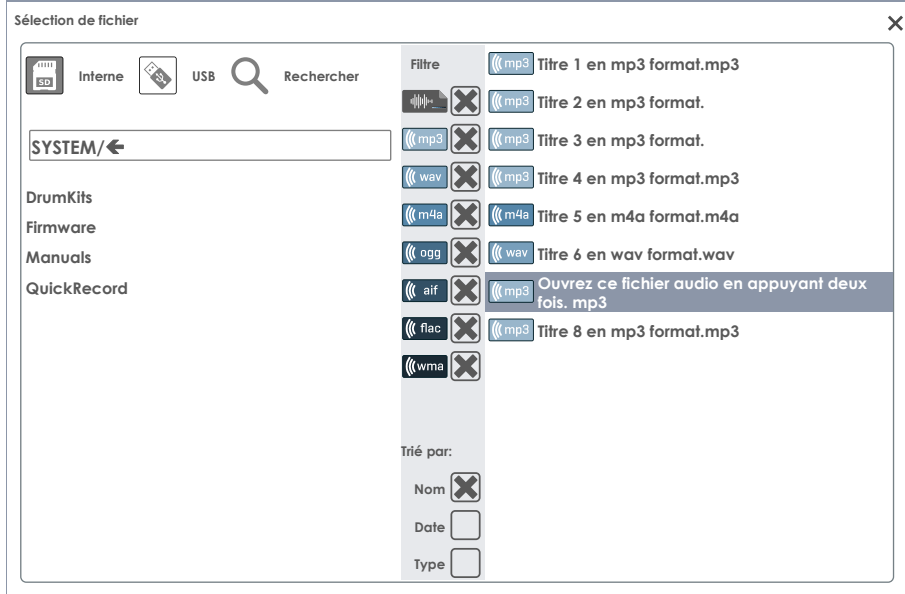 Sélection de fichier
Interne
USB
Rechercher
SD
SYSTEM/
DrumKits
Firmware
Manuals
QuickRecord
Filtre
mp3
wav
m4a
ogg
aif
flac
wma
Trié par:
Nom
Date
Type
mp3 Titre 1 en mp3 format.mp3
mp3 Titre 2 en mp3 format.
mp3 Titre 3 en mp3 format.
mp3 Titre 4 en mp3 format.mp3
m4a Titre 5 en m4a format.m4a
wav Titre 6 en wav format.wav
mp3 Ouvrez ce fichier audio en appuyant deux
fois. mp3
mp3 Titre 8 en mp3 format.mp3